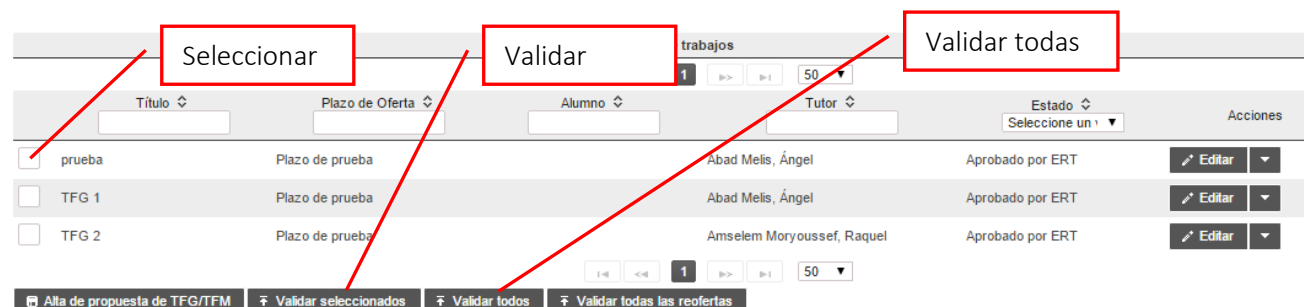 Seleccionar
Validar
Validar todas
trabajos
1 50
Título Plazo de Oferta Alumno Tutor Estado Acciones
Seleccione un
prueba Plazo de prueba Abad Melis, Ángel Aprobado por ERT Editar
TFG 1 Plazo de prueba Abad Melis, Ángel Aprobado por ERT Editar
TFG 2 Plazo de prueba Amselem Moryoussef, Raquel Aprobado por ERT Editar
1 50
Alta de propuesta de TFG/TFM Validar seleccionados Validar todos Validar todas las reofertas